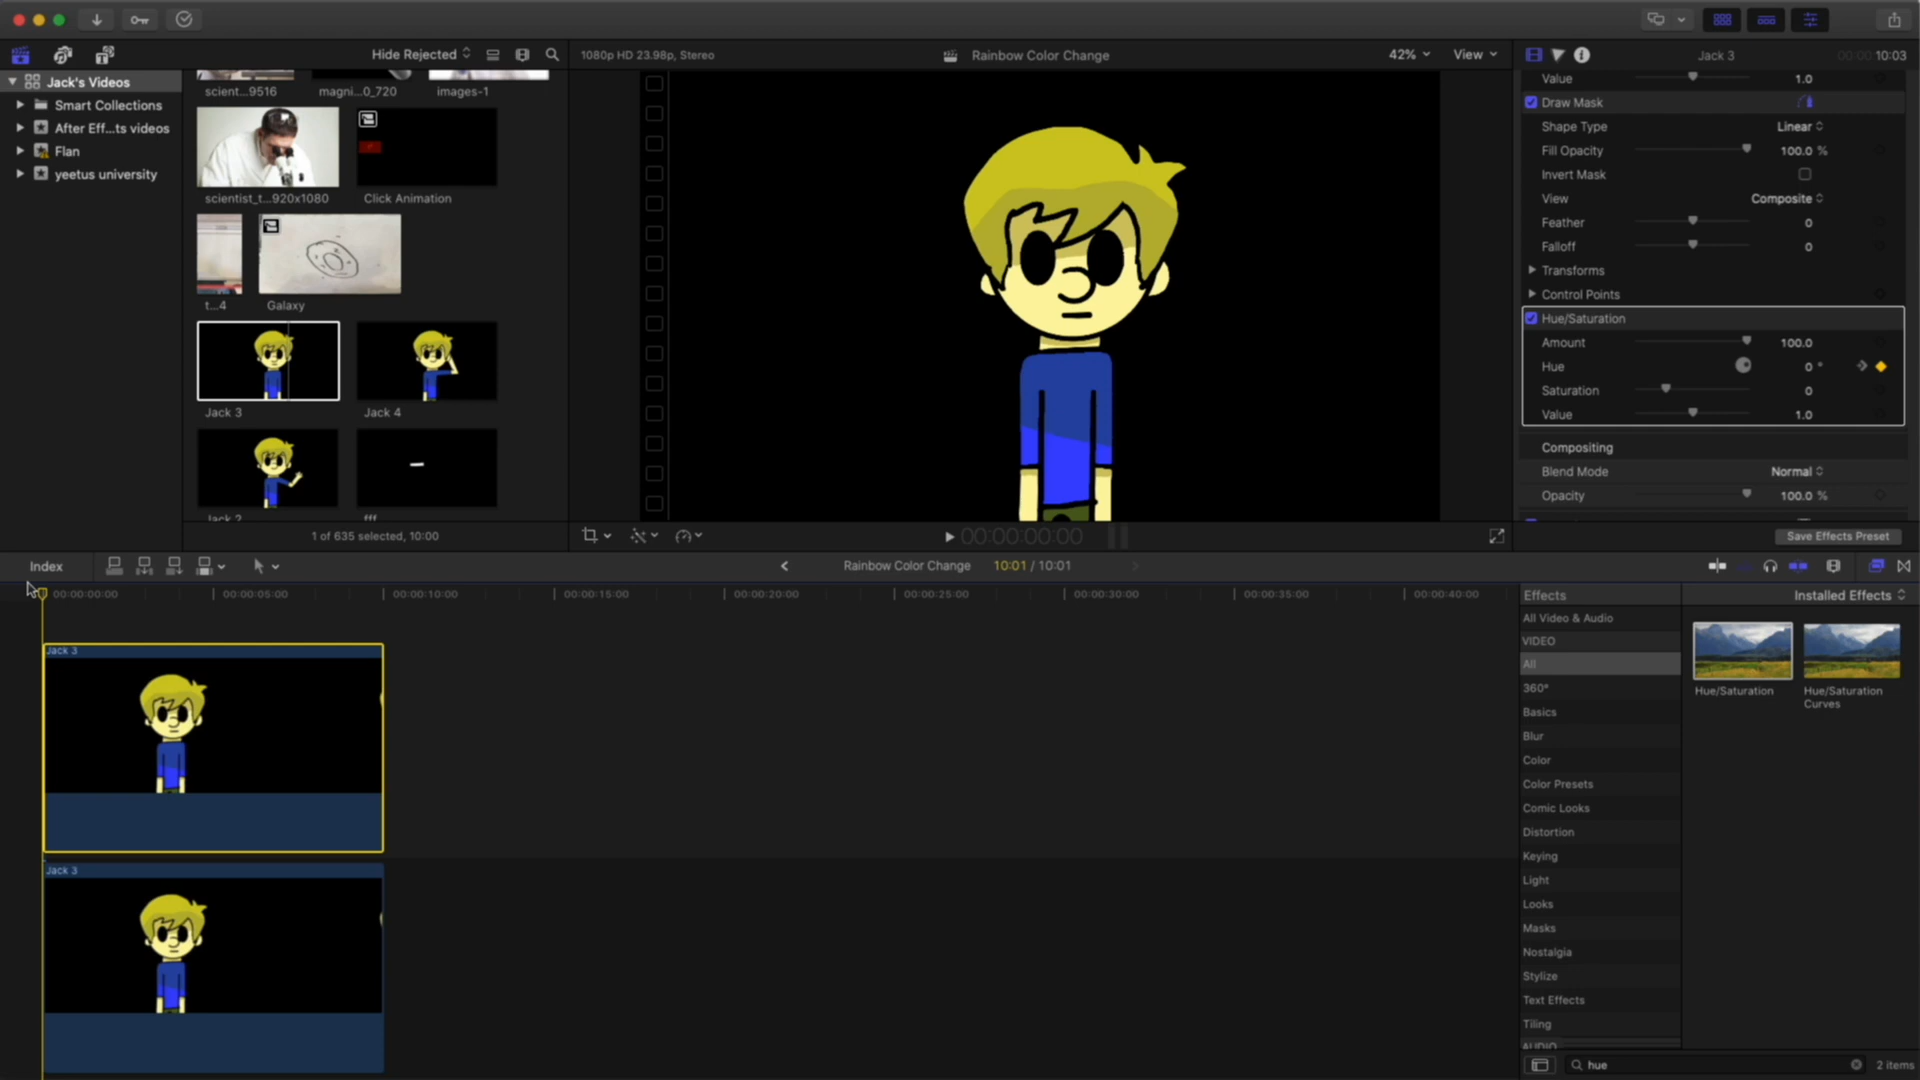 Hide Rejected
1080p HD 23.98p, Stereo
Rainbow Color Change
42%
View
Jack 3
10:03
Jack's Videos
Smart Collections
After Eff...ts videos
Flan
yeetus university
scient...9516
magni...0_720
images-1
scientist_t...920x1080
Click Animation
t...4
Galaxy
Jack 3
Jack 4
Jack 2
fff
1 of 635 selected, 10:00
00:00:00:00
Value
1.0
Draw Mask
Shape Type
Linear
Fill Opacity
100.0 %
Invert Mask
View
Composite
Feather
0
Falloff
0
Transforms
Control Points
Hue/Saturation
Amount
100.0
Hue
0 °
Saturation
0
Value
1.0
Compositing
Blend Mode
Normal
Opacity
100.0 %
Save Effects Preset
Index
Rainbow Color Change
10:01 / 10:01
00:00:00:00
00:00:05:00
00:00:10:00
00:00:15:00
00:00:20:00
00:00:25:00
00:00:30:00
00:00:35:00
00:00:40:00
Jack 3
Jack 3
Effects
Installed Effects
All Video & Audio
VIDEO
All
360°
Basics
Blur
Color
Color Presets
Comic Looks
Distortion
Keying
Light
Looks
Masks
Nostalgia
Stylize
Text Effects
Tiling
AUDIO
Hue/Saturation
Hue/Saturation
Curves
hue
2 items